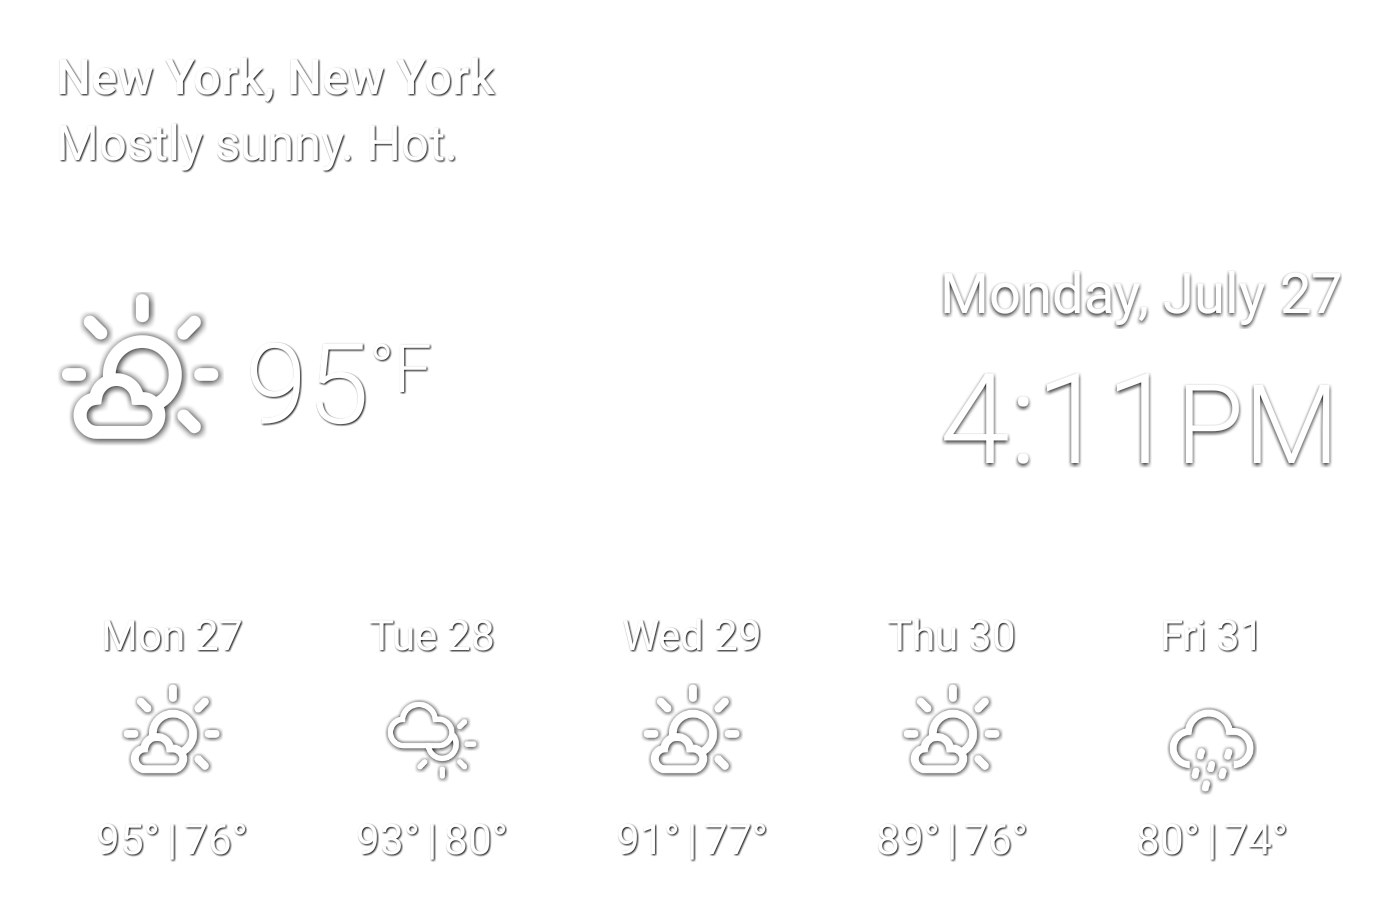 New York, New York
Mostly sunny. Hot.
Monday, July 27
95°F
4:11PM
Mon 27 Tue 28 Wed 29 Thu 30 Fri 31
95°|76° 93°|80° 91°|77° 89°|76° 80°|74°